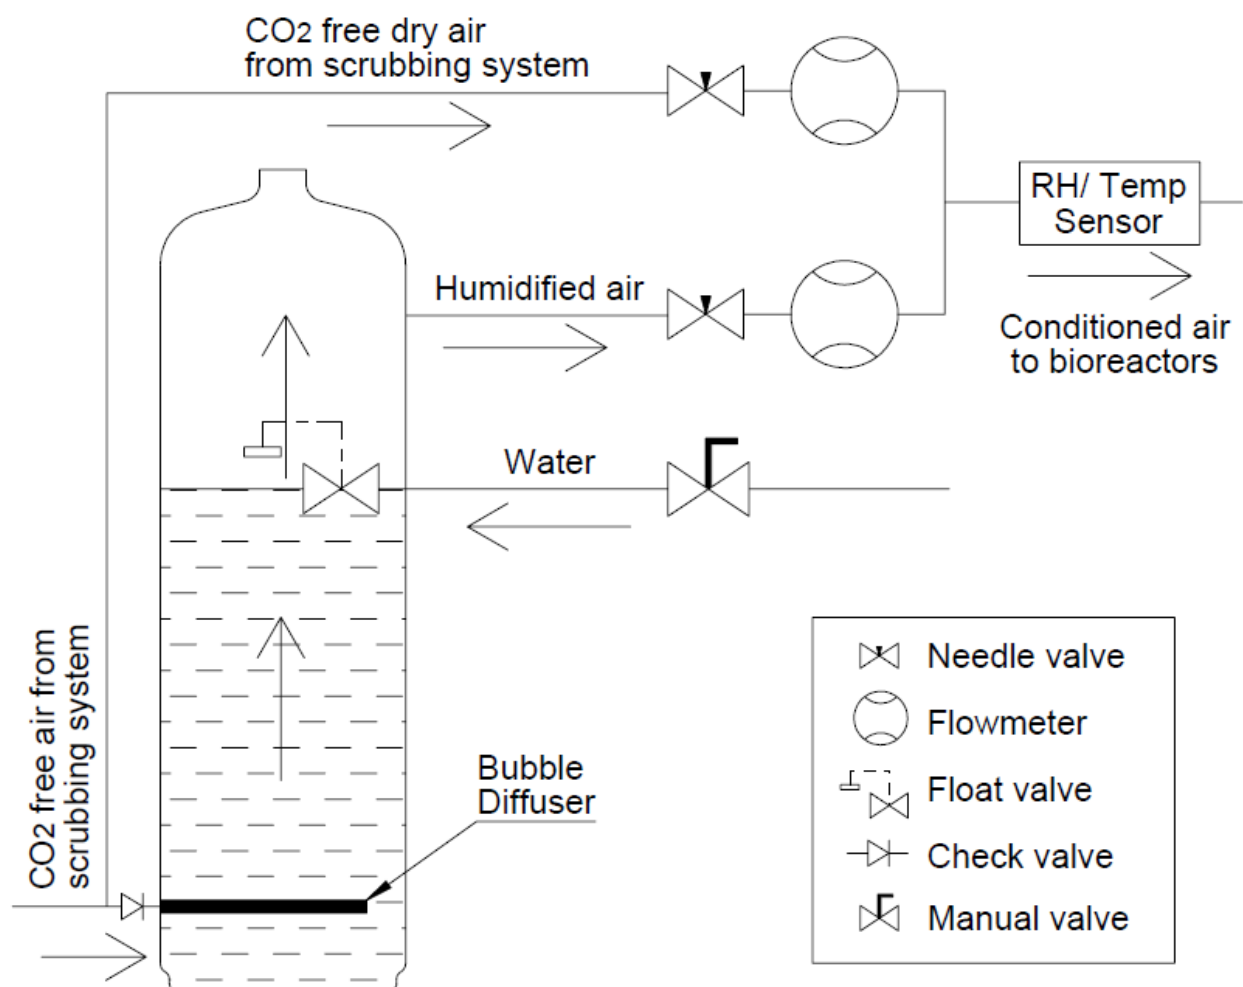 CO2 free dry air
from scrubbing system
RH/ Temp
Sensor
Humidified air
Conditioned air
to bioreactors
Water
CO2 free air from
scrubbing system
Bubble
Diffuser
Needle valve
Flowmeter
Float valve
Check valve
Manual valve